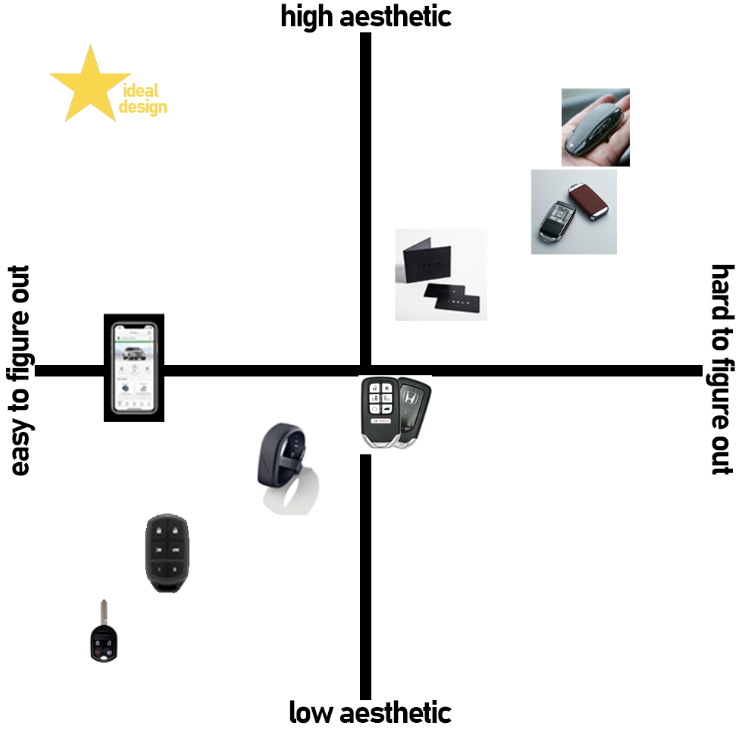 high aesthetic
ideal
design
easy to figure out
hard to figure out
low aesthetic